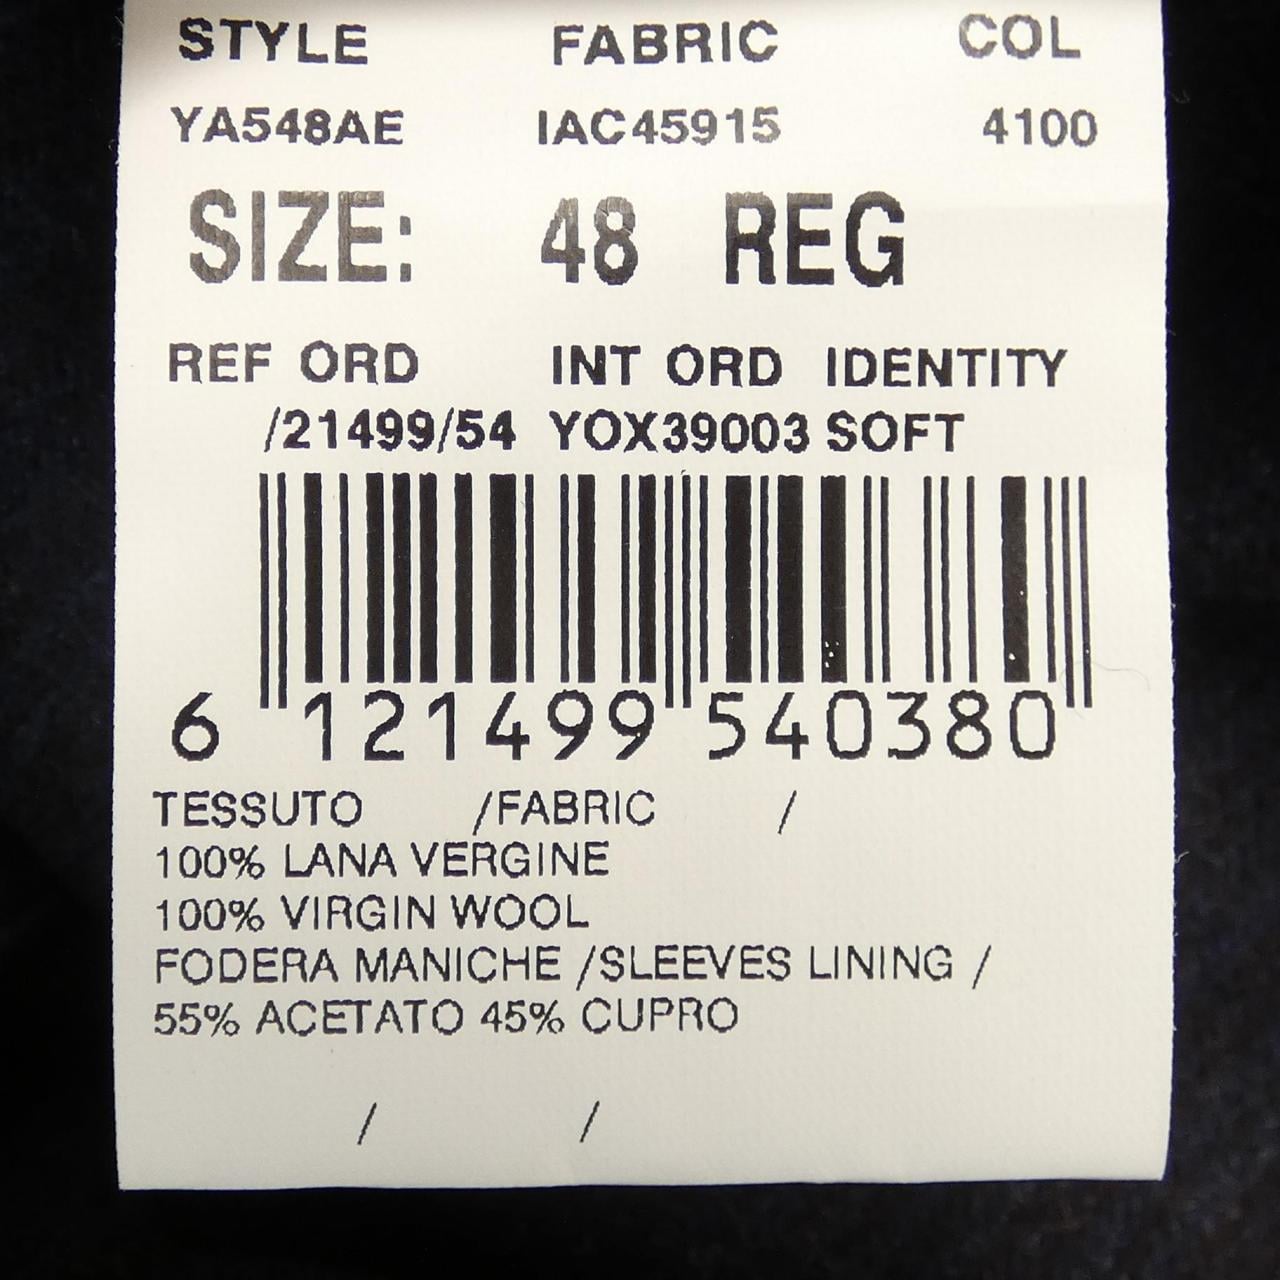 STYLE FABRIC COL
YA548AE IAC45915 4100
SIZE: 48 REG
REF ORD INT ORD IDENTITY
/21499/54 YOX39003 SOFT
6 121499 540380
TESSUTO /FABRIC /
100% LANA VERGINE
100% VIRGIN WOOL
FODERA MANICHE /SLEEVES LINING /
55% ACETATO 45% CUPRO
/ /